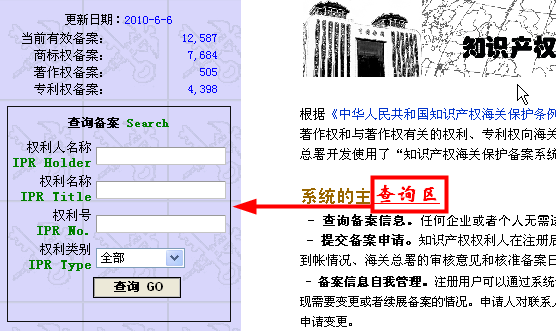 更新日期：2010-6-6
当前有效备案： 12,587
商标权备案： 7,684
著作权备案： 505
专利权备案： 4,398
查询备案 Search
权利人名称
IPR Holder
权利名称
IPR Title
权利号
IPR No.
权利类别
IPR Type
全部
查询 GO
知识产权
根据《中华人民共和国知识产权海关保护条例
著作权和与著作权有关的权利、专利权向海关
总署开发使用了“知识产权海关保护备案系统
系统的主
查询区
- 查询备案信息。任何企业或者个人无需注
- 提交备案申请。知识产权权利人在注册后
到帐情况、海关总署的审核意见和核准备案日
- 备案信息自我管理。注册用户可以通过系统
现需要变更或者续展备案的情况。申请人对联系人
申请变更。